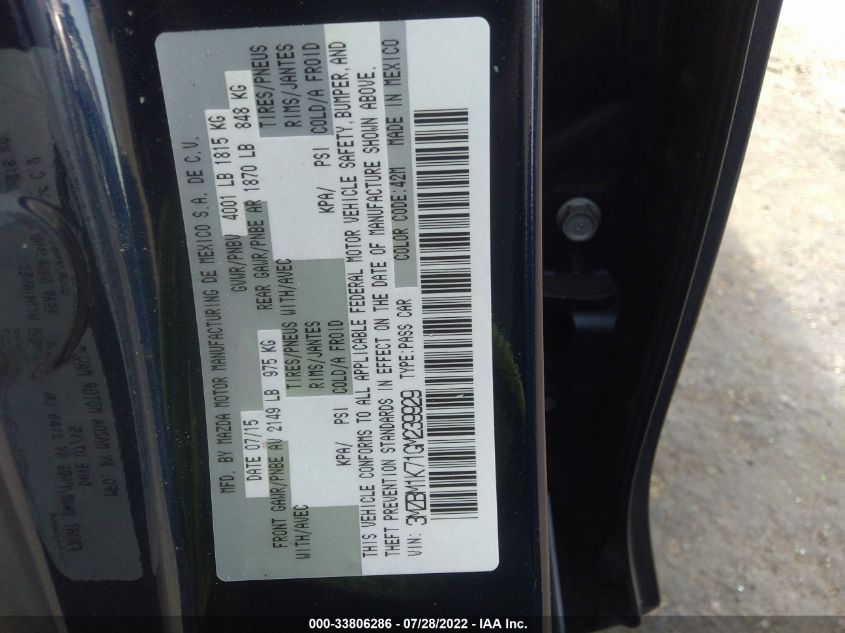 MFD. BY MAZDA MOTOR MANUFACTURING DE MEXICO S.A. DE C.V.
DATE 07/15 GVWR/PNBV 4001 LB 1815 KG
FRONT GAWR/PNBE AV 2149 LB 975 KG REAR GAWR/PNBE AR 1870 LB 848 KG
WITH/AVEC TIRES/PNEUS WITH/AVEC TIRES/PNEUS
RIMS/JANTES RIMS/JANTES
KPA/ PSI COLD/A FROID KPA/ PSI COLD/A FROID
THIS VEHICLE CONFORMS TO ALL APPLICABLE FEDERAL MOTOR VEHICLE SAFETY, BUMPER, AND
THEFT PREVENTION STANDARDS IN EFFECT ON THE DATE OF MANUFACTURE SHOWN ABOVE.
VIN: 3MZBM1K71GM239929 TYPE:PASS CAR COLOR CODE:42M MADE IN MEXICO
000-33806286 / 07/28/2022 - IAA Inc.